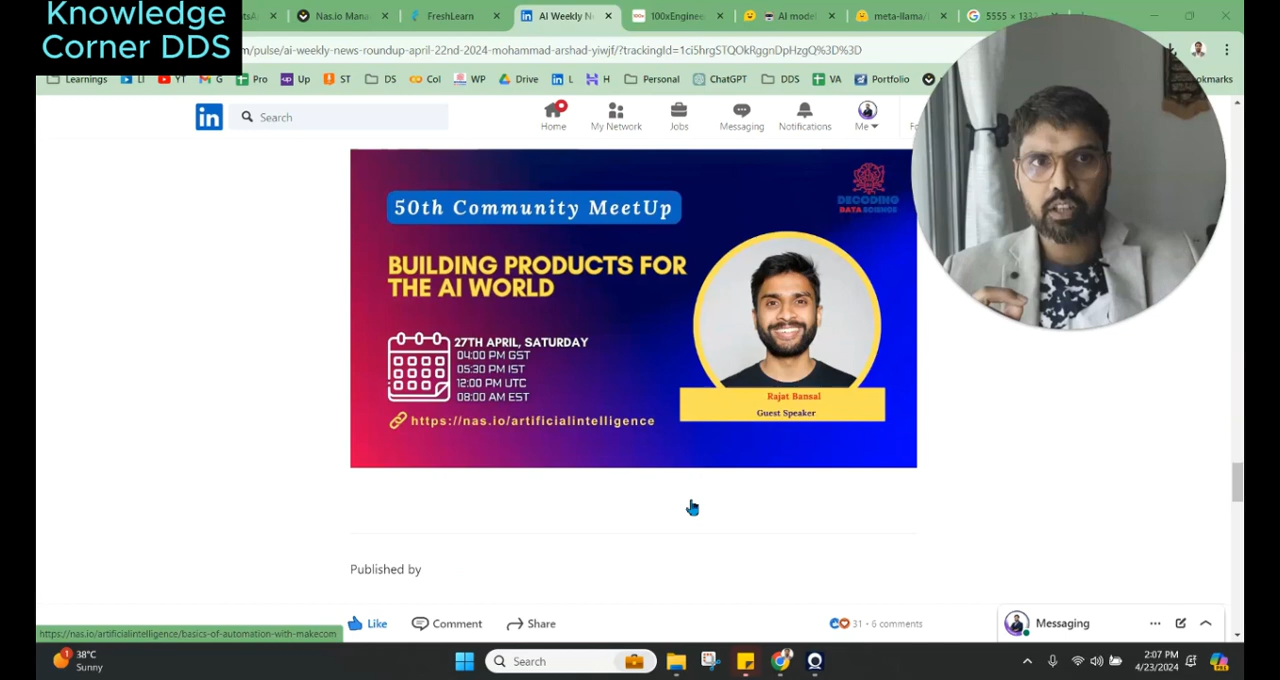 Knowledge
Corner DDS
Nas.io Mana
FreshLearn
AI Weekly N
100xEnginee
AI model
meta-llama/
5555 × 133
m/pulse/ai-weekly-news-roundup-april-22nd-2024-mohammad-arshad-yiwjf/?trackingId=1ci5hrgSTQOkRggnDpHzgQ%3D%3D
Learnings LI YT G Pro Up ST DS Col WP Drive L H Personal ChatGPT DDS VA Portfolio
okmarks
in Search
Home My Network Jobs Messaging Notifications Me
50th Community MeetUp
DECODING
DATA SCIENCE
BUILDING PRODUCTS FOR
THE AI WORLD
27TH APRIL, SATURDAY
04:00 PM GST
05:30 PM IST
12:00 PM UTC
08:00 AM EST
https://nas.io/artificialintelligence
Rajat Bansal
Guest Speaker
Published by
Like Comment Share 31 · 6 comments
Messaging
https://nas.io/artificialintelligence/basics-of-automation-with-makecom
1 38°C
Sunny
Search
2:07 PM
4/23/2024